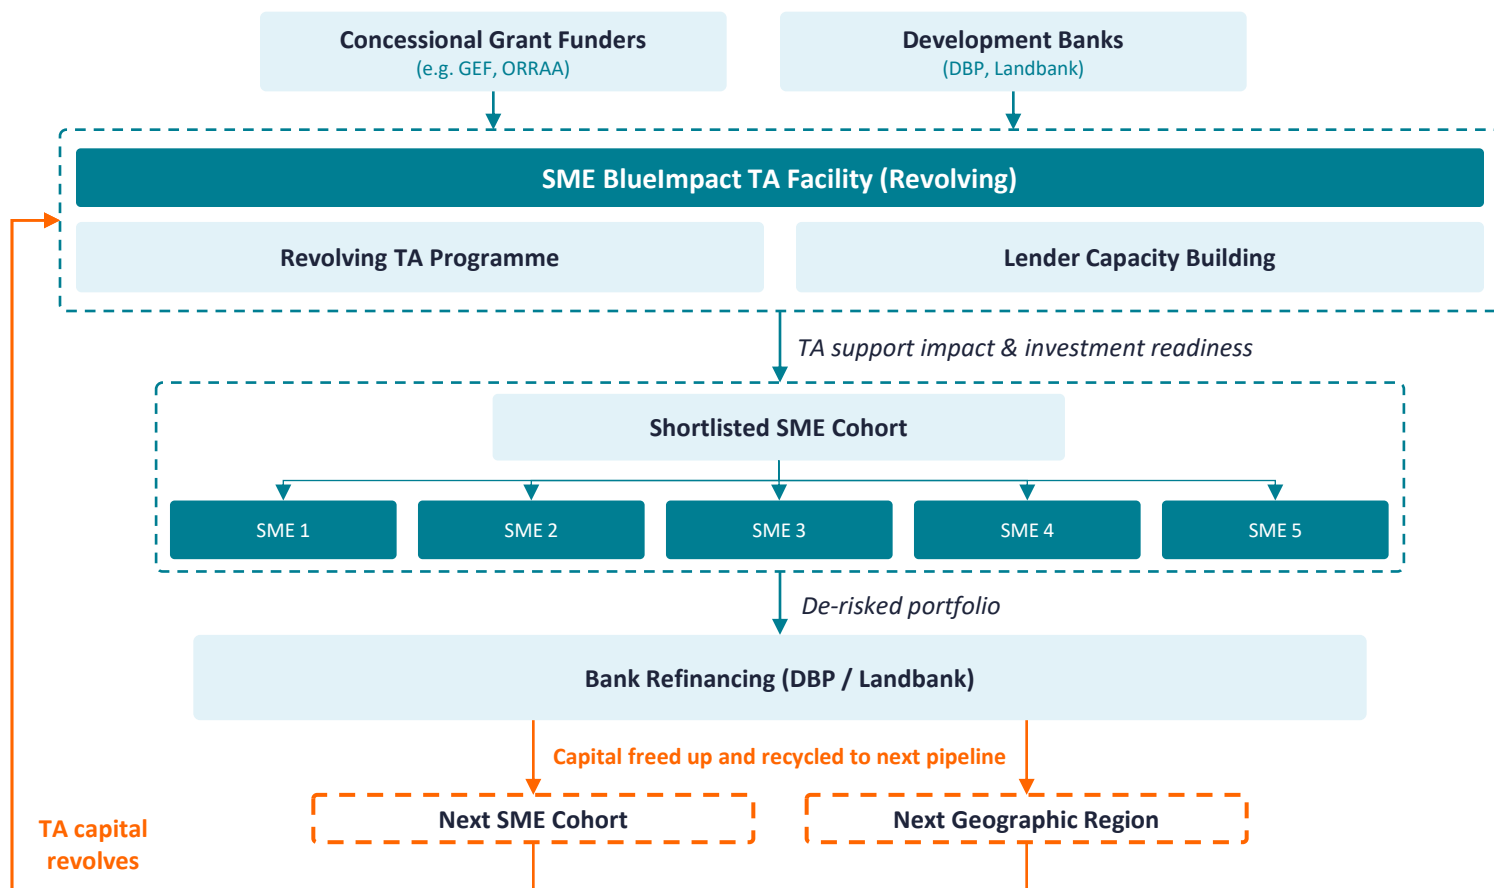 Concessional Grant Funders
(e.g. GEF, ORRAA)
Development Banks
(DBP, Landbank)
SME BlueImpact TA Facility (Revolving)
Revolving TA Programme
Lender Capacity Building
TA support impact & investment readiness
Shortlisted SME Cohort
SME 1
SME 2
SME 3
SME 4
SME 5
De-risked portfolio
Bank Refinancing (DBP / Landbank)
Capital freed up and recycled to next pipeline
Next SME Cohort
Next Geographic Region
TA capital
revolves